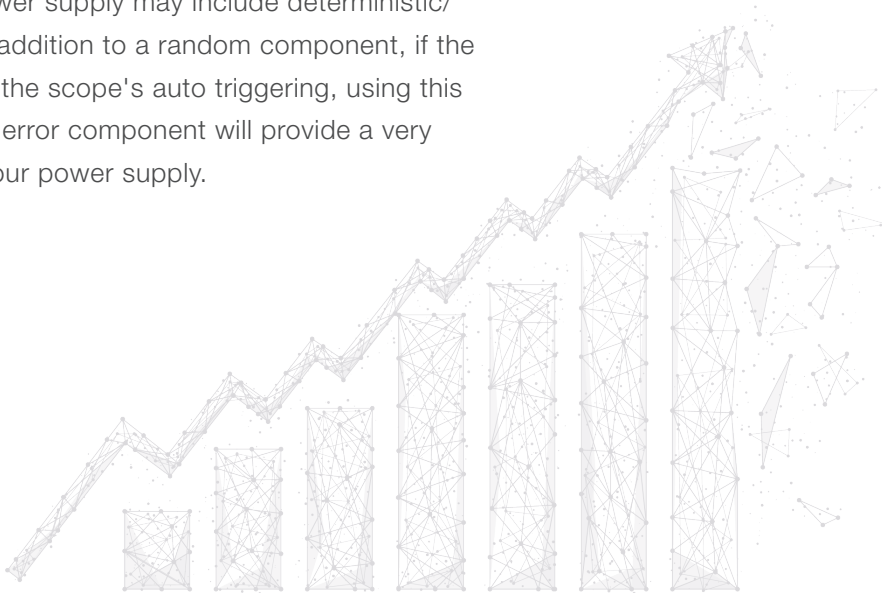 wer supply may include deterministic/
addition to a random component, if the
the scope's auto triggering, using this
error component will provide a very
our power supply.